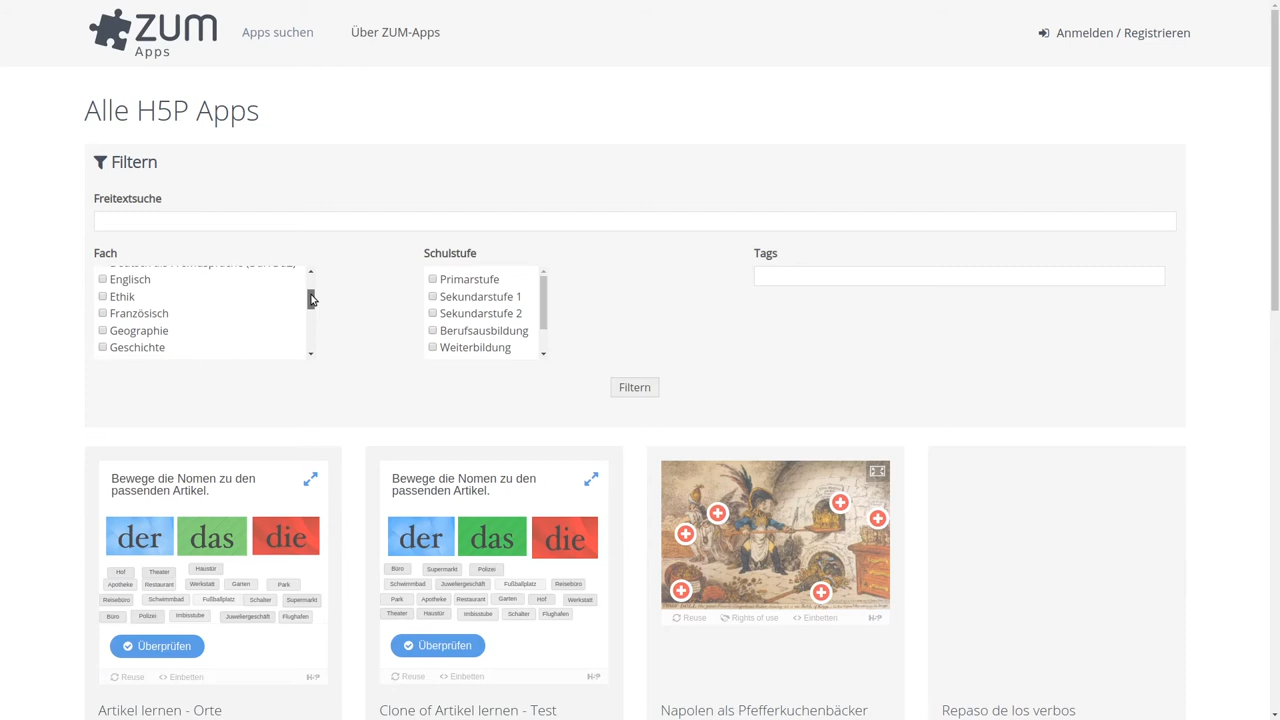 ZUM
Apps
Apps suchen
Über ZUM-Apps
Anmelden / Registrieren
Alle H5P Apps
Filtern
Freitextsuche
Fach
Schulstufe
Tags
Englisch
Ethik
Französisch
Geographie
Geschichte
Primarstufe
Sekundarstufe 1
Sekundarstufe 2
Berufsausbildung
Weiterbildung
Filtern
Bewege die Nomen zu den
passenden Artikel.
der das die
Hof Theater Haustür
Apotheke Restaurant Werkstatt Garten Park
Reisebüro Schwimmbad Fußballplatz Schalter Supermarkt
Büro Polizei Imbissstube Juweliergeschäft Flughafen
Überprüfen
Reuse Einbetten H5P
Artikel lernen - Orte
Bewege die Nomen zu den
passenden Artikel.
der das die
Büro Supermarkt Polizei
Schwimmbad Juweliergeschäft Fußballplatz Reisebüro
Park Apotheke Restaurant Garten Hof Werkstatt
Theater Haustür Imbissstube Schalter Flughafen
Überprüfen
Reuse Einbetten H5P
Clone of Artikel lernen - Test
Reuse Rights of use Einbetten H5P
Napolen als Pfefferkuchenbäcker
Repaso de los verbos